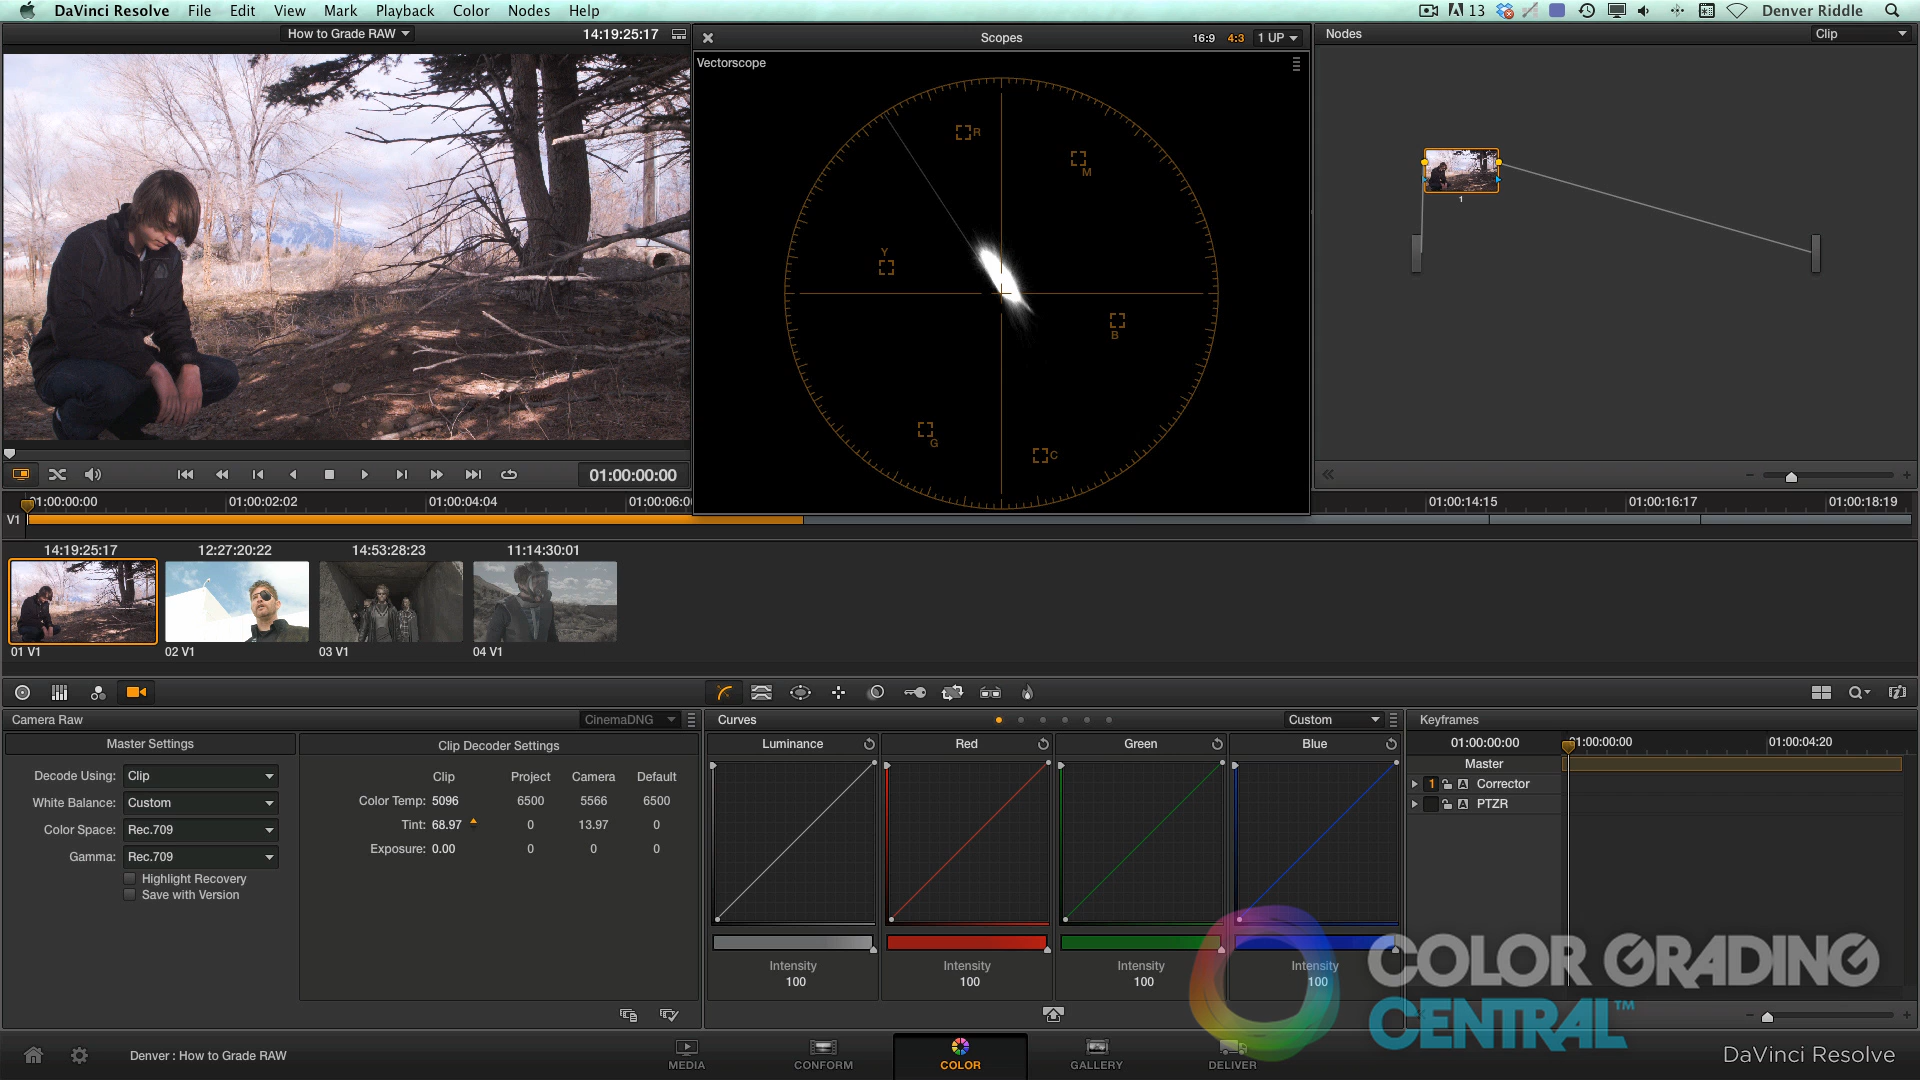 DaVinci Resolve File Edit View Mark Playback Color Nodes Help 13 Denver Riddle
How to Grade RAW 14:19:25:17
Scopes 16:9 4:3 1 UP
Nodes Clip
Vectorscope
R
M
Y
B
G
C
1
01:00:00:00
01:00:00:00 01:00:02:02 01:00:04:04 01:00:06:0 01:00:14:15 01:00:16:17 01:00:18:19
V1
14:19:25:17 12:27:20:22 14:53:28:23 11:14:30:01
01 V1 02 V1 03 V1 04 V1
Camera Raw CinemaDNG
Master Settings
Decode Using: Clip
White Balance: Custom
Color Space: Rec.709
Gamma: Rec.709
Highlight Recovery
Save with Version
Clip Decoder Settings
Clip Project Camera Default
Color Temp: 5096 6500 5566 6500
Tint: 68.97 0 13.97 0
Exposure: 0.00 0 0 0
Curves Custom
Luminance Red Green Blue
Intensity Intensity Intensity Intensity
100 100 100 100
Keyframes
01:00:00:00 01:00:00:00 01:00:04:20
Master
1 A Corrector
A PTZR
COLOR GRADING
CENTRAL™
Denver : How to Grade RAW
MEDIA CONFORM COLOR GALLERY DELIVER
DaVinci Resolve